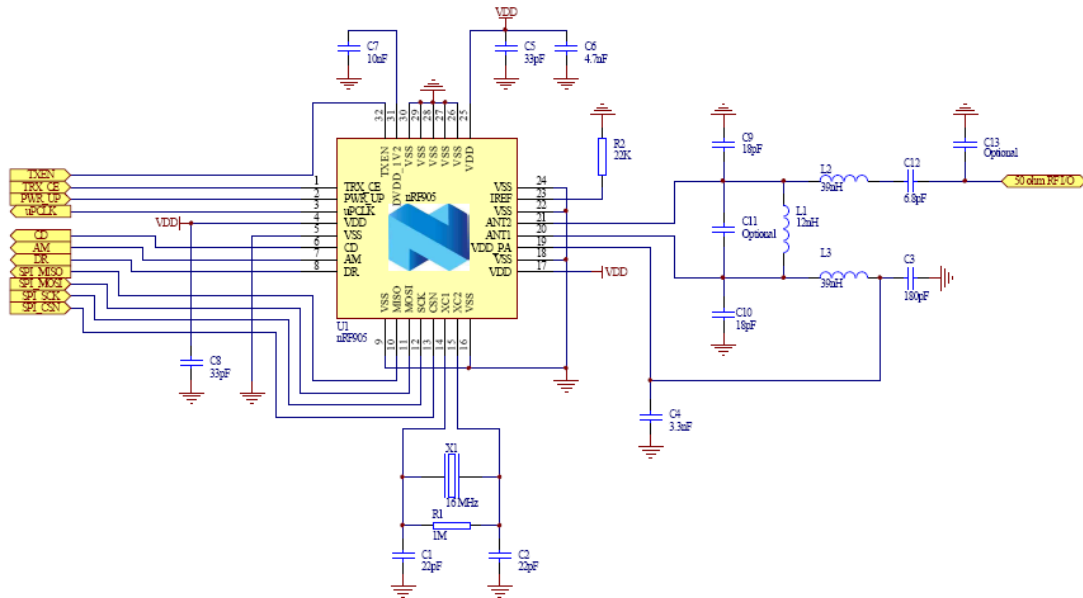 VDD
C7
10nF
C5
33pF
C6
4.7nF
32
31
30
29
28
27
26
25
TXEN
DVDD_1V2
VSS
VSS
VSS
VSS
VSS
VDD
R2
22K
C9
18pF
C13
Optional
TXEN
TRX_CE
PWR_UP
uPCLK
CD
AM
DR
SPI_MISO
SPI_MOSI
SPI_SCK
SPI_CSN
VDD
1
2
3
4
5
6
7
8
TRX_CE
PWR_UP
uPCLK
VDD
VSS
CD
AM
DR
nRF905
VSS
IREF
VSS
ANT2
ANT1
VDD_PA
VSS
VDD
24
23
22
21
20
19
18
17
VDD
L2
39nH
C12
6.8pF
50 ohm RF I/O
C11
Optional
L1
12nH
L3
39nH
C3
180pF
C10
18pF
VSS
MISO
MOSI
SCK
CSN
XC1
XC2
VSS
U1
nRF905
9
10
11
12
13
14
15
16
C8
33pF
C4
3.3nF
X1
16 MHz
R1
1M
C1
22pF
C2
22pF